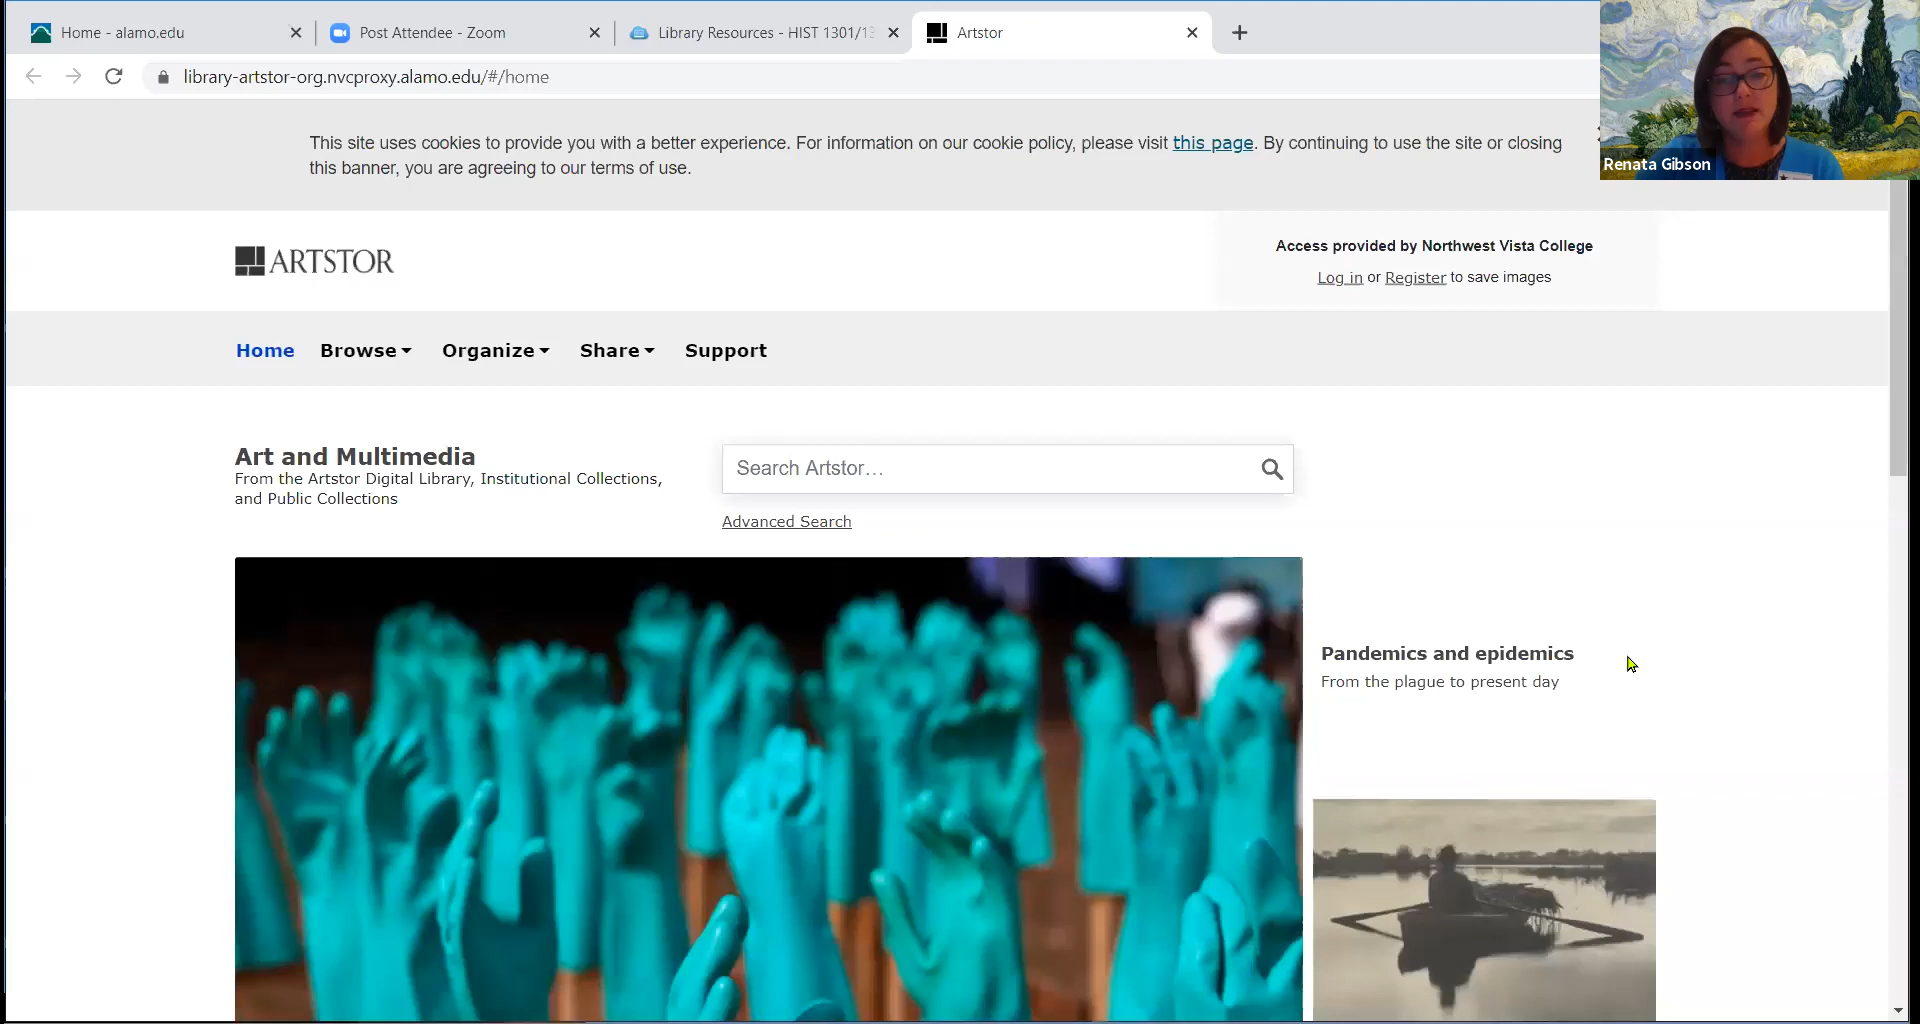 Home - alamo.edu
Post Attendee - Zoom
Library Resources - HIST 1301/13
Artstor
library-artstor-org.nvcproxy.alamo.edu/#/home
This site uses cookies to provide you with a better experience. For information on our cookie policy, please visit this page. By continuing to use the site or closing
this banner, you are agreeing to our terms of use.
Renata Gibson
ARTSTOR
Access provided by Northwest Vista College
Log in or Register to save images
Home Browse Organize Share Support
Art and Multimedia
From the Artstor Digital Library, Institutional Collections,
and Public Collections
Search Artstor...
Advanced Search
Pandemics and epidemics
From the plague to present day